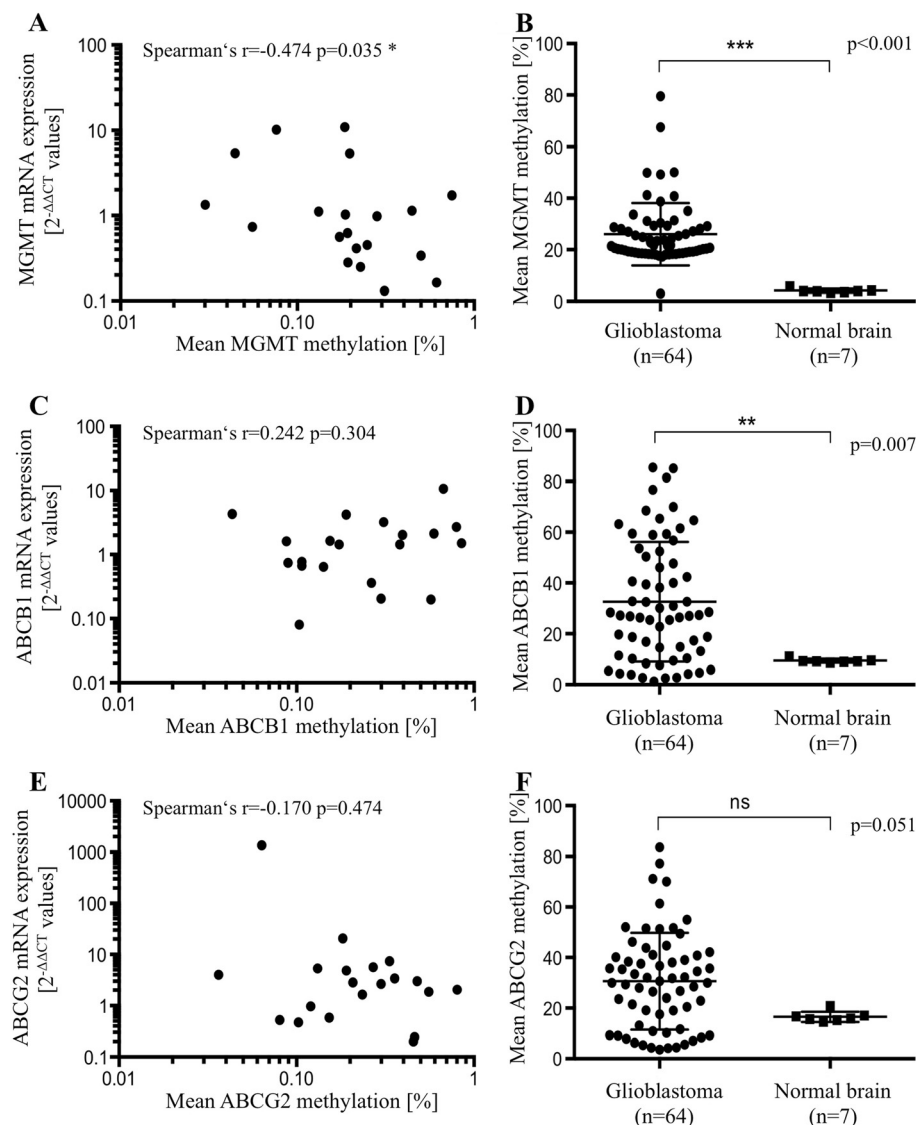 A
Spearman‘s r=-0.474 p=0.035 *
MGMT mRNA expression
[2-ΔΔCT values]
100
10
1
0.1
0.01
0.10
1
Mean MGMT methylation [%]
B
***
p<0.001
Mean MGMT methylation [%]
100
80
60
40
20
0
Glioblastoma
(n=64)
Normal brain
(n=7)
C
Spearman‘s r=0.242 p=0.304
ABCB1 mRNA expression
[2-ΔΔCT values]
100
10
1
0.1
0.01
0.01
0.10
1
Mean ABCB1 methylation [%]
D
**
p=0.007
Mean ABCB1 methylation [%]
100
80
60
40
20
0
Glioblastoma
(n=64)
Normal brain
(n=7)
E
Spearman‘s r=-0.170 p=0.474
ABCG2 mRNA expression
[2-ΔΔCT values]
10000
1000
100
10
1
0.1
0.01
0.10
1
Mean ABCG2 methylation [%]
F
ns
p=0.051
Mean ABCG2 methylation [%]
100
80
60
40
20
0
Glioblastoma
(n=64)
Normal brain
(n=7)